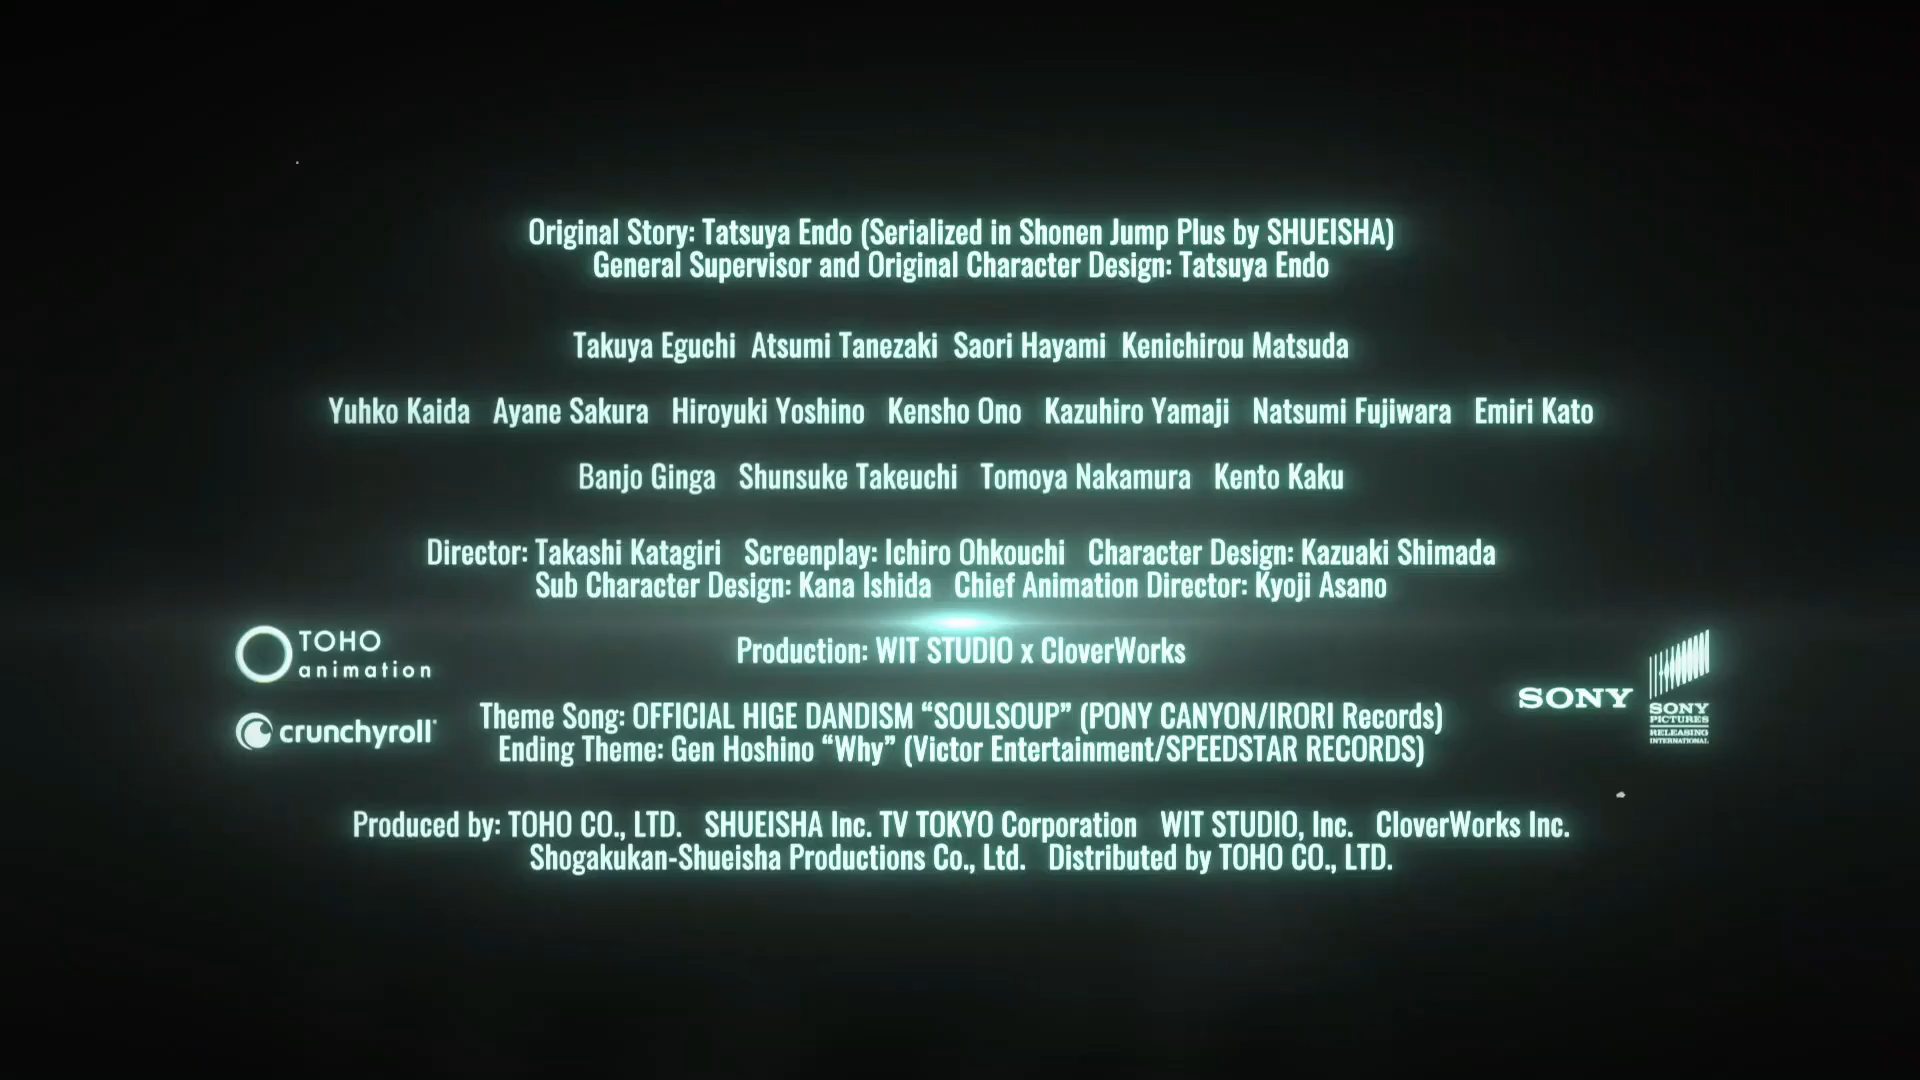 Original Story: Tatsuya Endo (Serialized in Shonen Jump Plus by SHUEISHA)
General Supervisor and Original Character Design: Tatsuya Endo
Takuya Eguchi Atsumi Tanezaki Saori Hayami Kenichirou Matsuda
Yuhko Kaida Ayane Sakura Hiroyuki Yoshino Kensho Ono Kazuhiro Yamaji Natsumi Fujiwara Emiri Kato
Banjo Ginga Shunsuke Takeuchi Tomoya Nakamura Kento Kaku
Director: Takashi Katagiri Screenplay: Ichiro Ohkouchi Character Design: Kazuaki Shimada
Sub Character Design: Kana Ishida Chief Animation Director: Kyoji Asano
TOHO
animation
Production: WIT STUDIO x CloverWorks
crunchyroll
Theme Song: OFFICIAL HIGE DANDISM “SOULSOUP” (PONY CANYON/IRORI Records)
Ending Theme: Gen Hoshino “Why” (Victor Entertainment/SPEEDSTAR RECORDS)
SONY
SONY
PICTURES
RELEASING
INTERNATIONAL
Produced by: TOHO CO., LTD. SHUEISHA Inc. TV TOKYO Corporation WIT STUDIO, Inc. CloverWorks Inc.
Shogakukan-Shueisha Productions Co., Ltd. Distributed by TOHO CO., LTD.